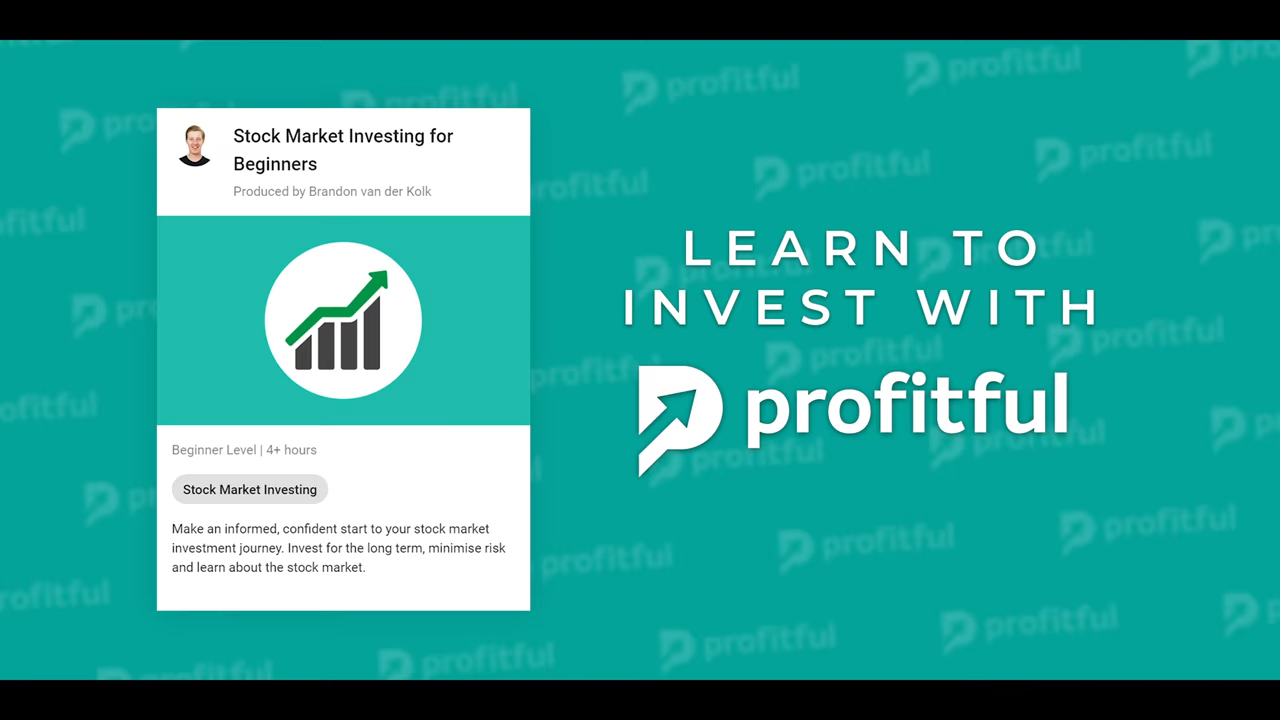 Stock Market Investing for
Beginners
Produced by Brandon van der Kolk
Beginner Level | 4+ hours
Stock Market Investing
Make an informed, confident start to your stock market
investment journey. Invest for the long term, minimise risk
and learn about the stock market.
LEARN TO
INVEST WITH
profitful